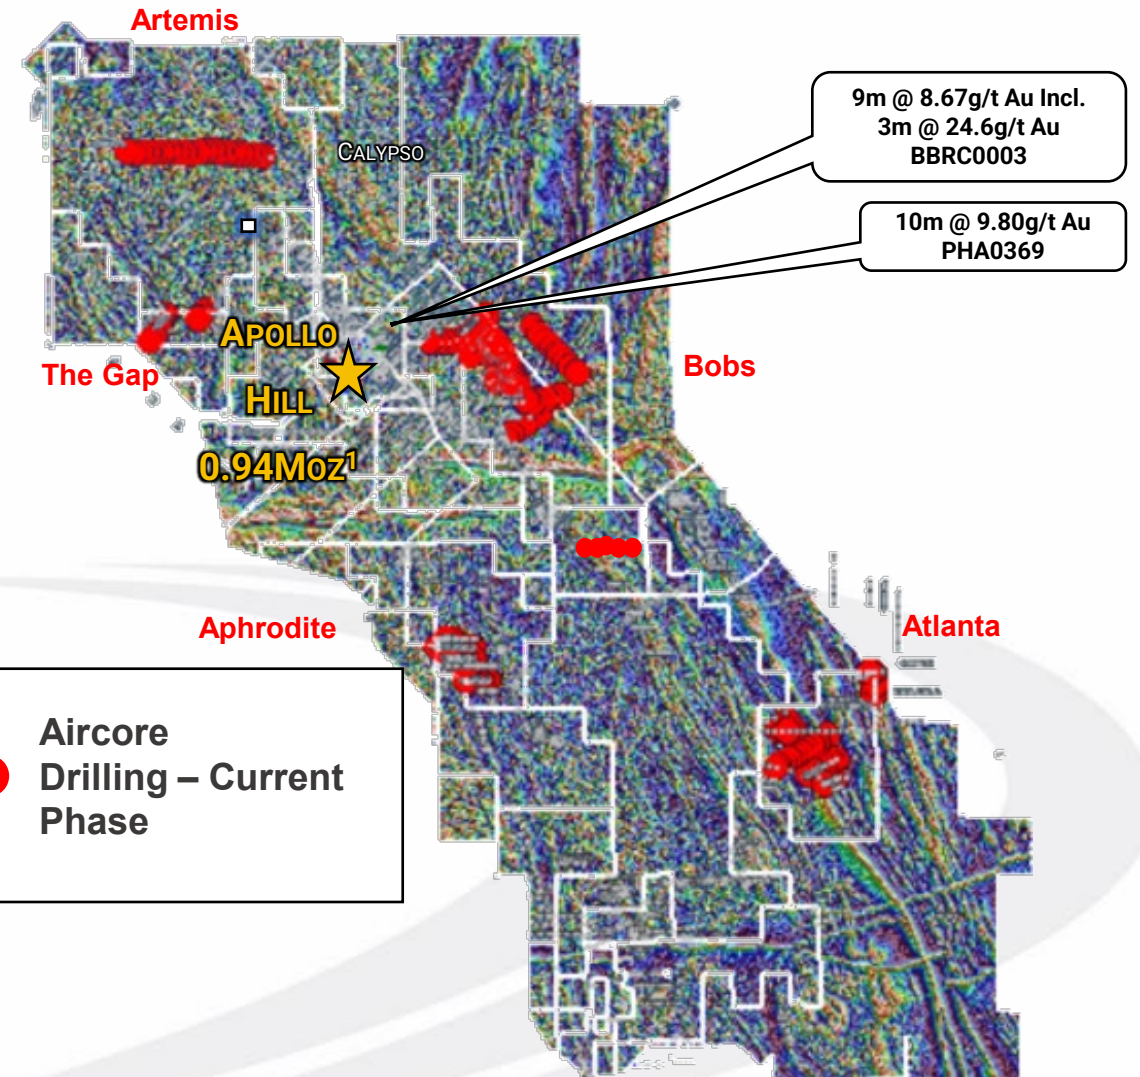 Artemis
9m @ 8.67g/t Au Incl.
3m @ 24.6g/t Au
BBRC0003
CALYPSO
10m @ 9.80g/t Au
PHA0369
APOLLO
HILL
0.94MOZ¹
The Gap
Bobs
Aphrodite
Atlanta
Aircore
Drilling – Current
Phase